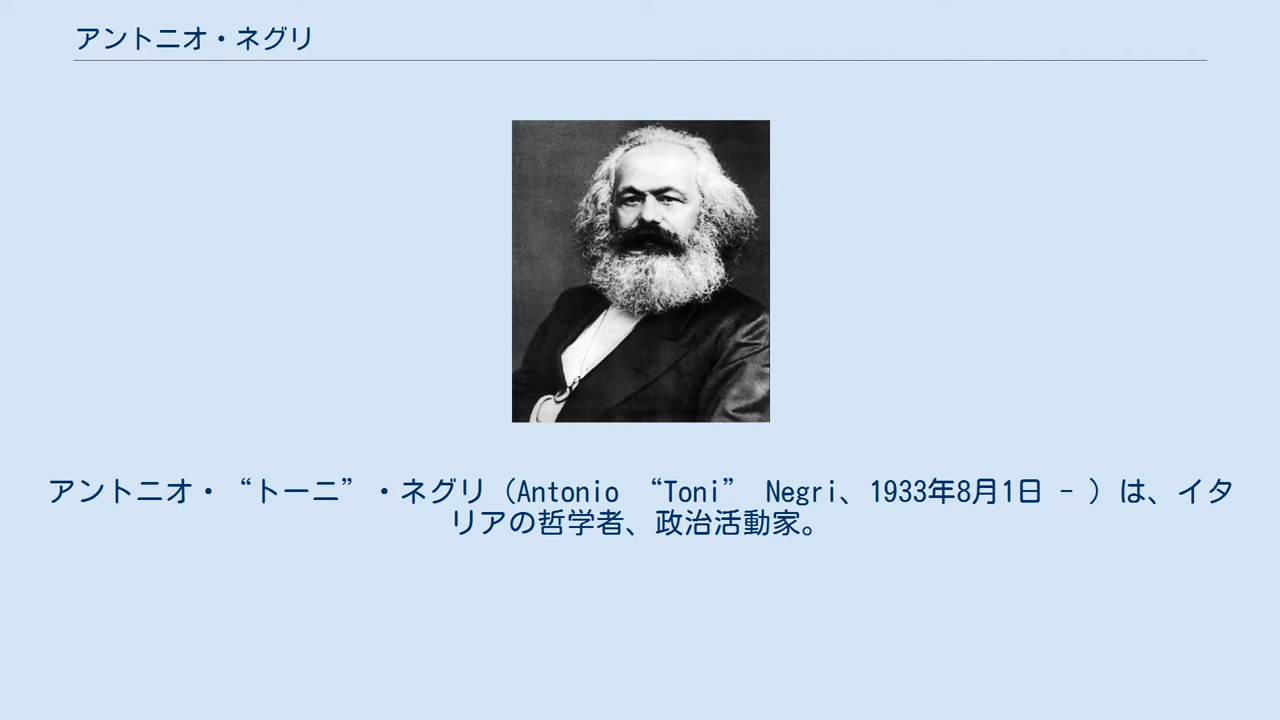 アントニオ・ネグリ
アントニオ・“トーニ”・ネグリ（Antonio “Toni” Negri、1933年8月1日 - ）は、イタ
リアの哲学者、政治活動家。